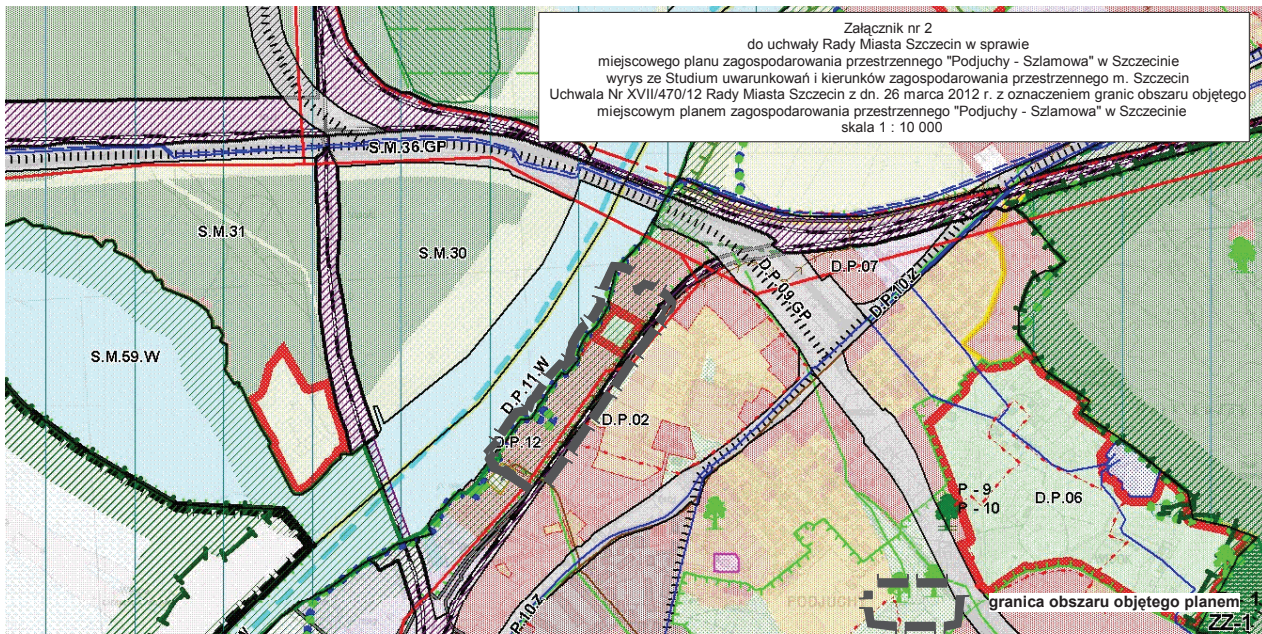 Załącznik nr 2
do uchwały Rady Miasta Szczecin w sprawie
miejscowego planu zagospodarowania przestrzennego "Podjuchy - Szlamowa" w Szczecinie
wyrys ze Studium uwarunkowań i kierunków zagospodarowania przestrzennego m. Szczecin
Uchwala Nr XVII/470/12 Rady Miasta Szczecin z dn. 26 marca 2012 r. z oznaczeniem granic obszaru objętego
miejscowym planem zagospodarowania przestrzennego "Podjuchy - Szlamowa" w Szczecinie
skala 1 : 10 000
S.M.36.GP
S.M.31
S.M.30
S.M.59.W
D.P.11.W
D.P.12
D.P.02
D.P.09.GP
D.P.07
D.P.10.Z
D.P.06
P - 9
P - 10
P.10.Z
PODJUCHY
granica obszaru objętego planem
ZZ-1